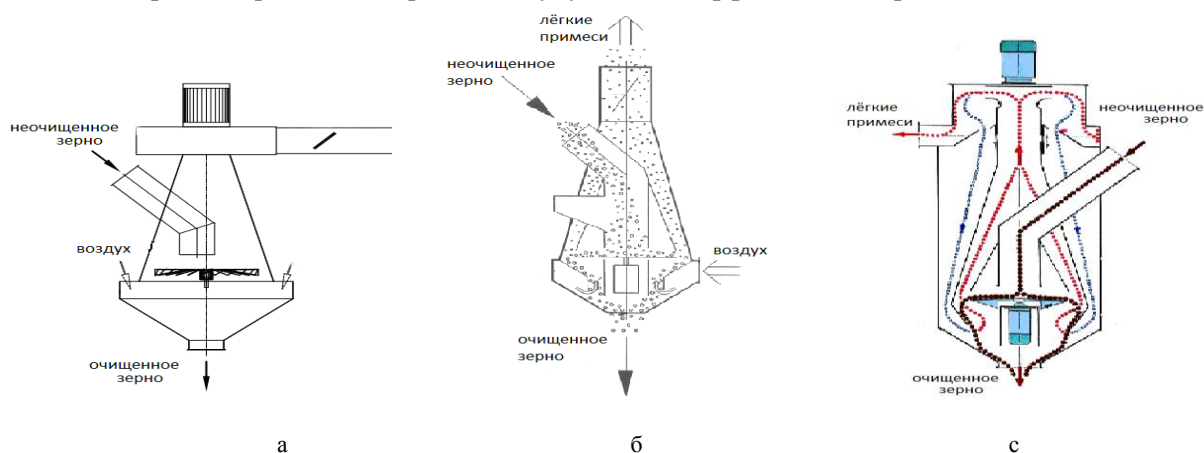 неочищенное
зерно
воздух
очищенное
зерно
а
лёгкие
примеси
неочищенное
зерно
воздух
очищенное
зерно
б
лёгкие
примеси
неочищенное
зерно
очищенное
зерно
с